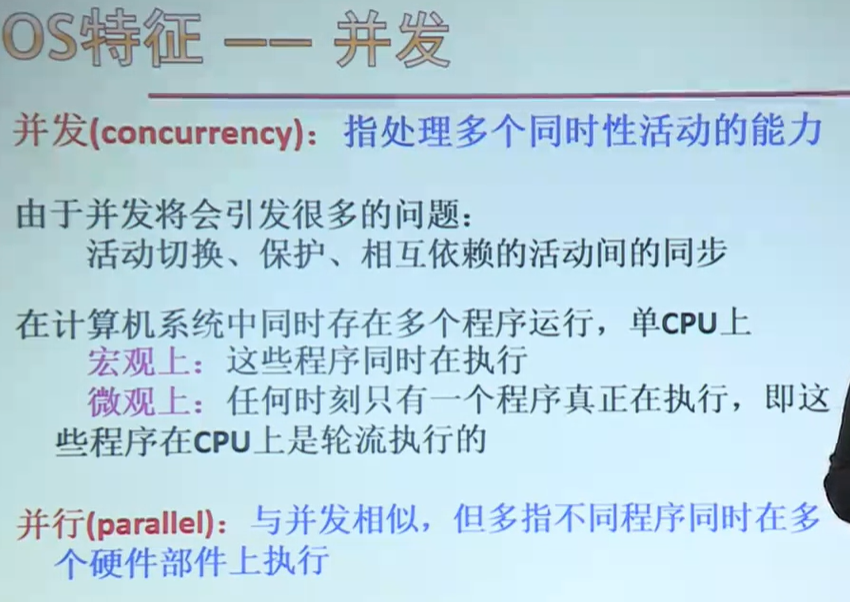 OS特征 —— 并发
并发(concurrency)：指处理多个同时性活动的能力
由于并发将会引发很多的问题：
活动切换、保护、相互依赖的活动间的同步
在计算机系统中同时存在多个程序运行，单CPU上
宏观上：这些程序同时在执行
微观上：任何时刻只有一个程序真正在执行，即这
些程序在CPU上是轮流执行的
并行(parallel)：与并发相似，但多指不同程序同时在多
个硬件部件上执行